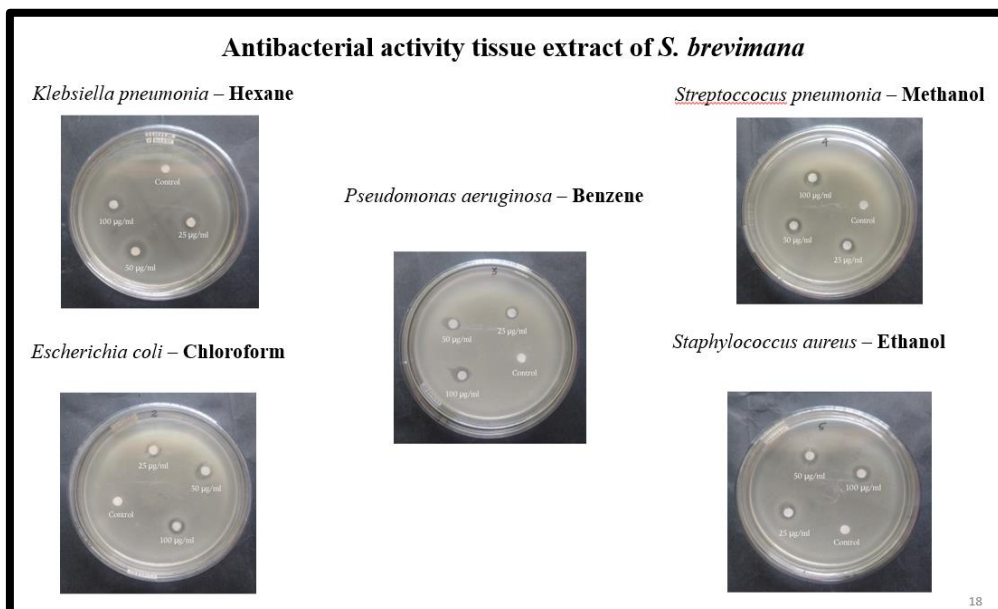 Antibacterial activity tissue extract of S. brevimana
Klebsiella pneumonia – Hexane
Control
100 µg/ml
25 µg/ml
50 µg/ml
Streptoccocus pneumonia – Methanol
4
100 µg/ml
Control
50 µg/ml
25 µg/ml
Pseudomonas aeruginosa – Benzene
3
25 µg/ml
50 µg/ml
Control
100 µg/ml
Escherichia coli – Chloroform
2
25 µg/ml
50 µg/ml
Control
100 µg/ml
Staphylococcus aureus – Ethanol
5
50 µg/ml
100 µg/ml
25 µg/ml
Control
18